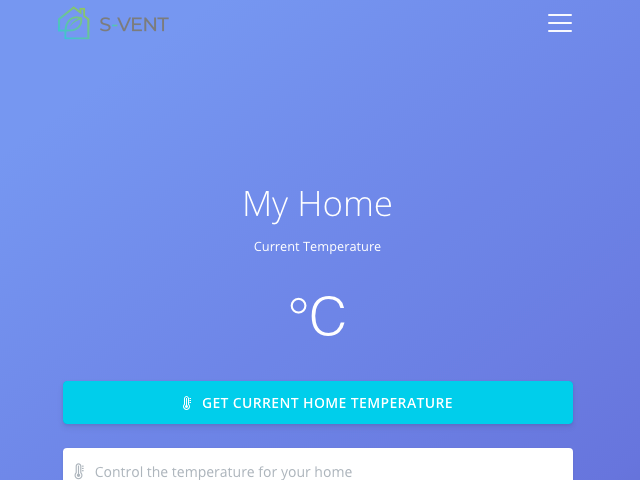 S-VENT
My Home
Current Temperature
°C
GET CURRENT HOME TEMPERATURE
Control the temperature for your home